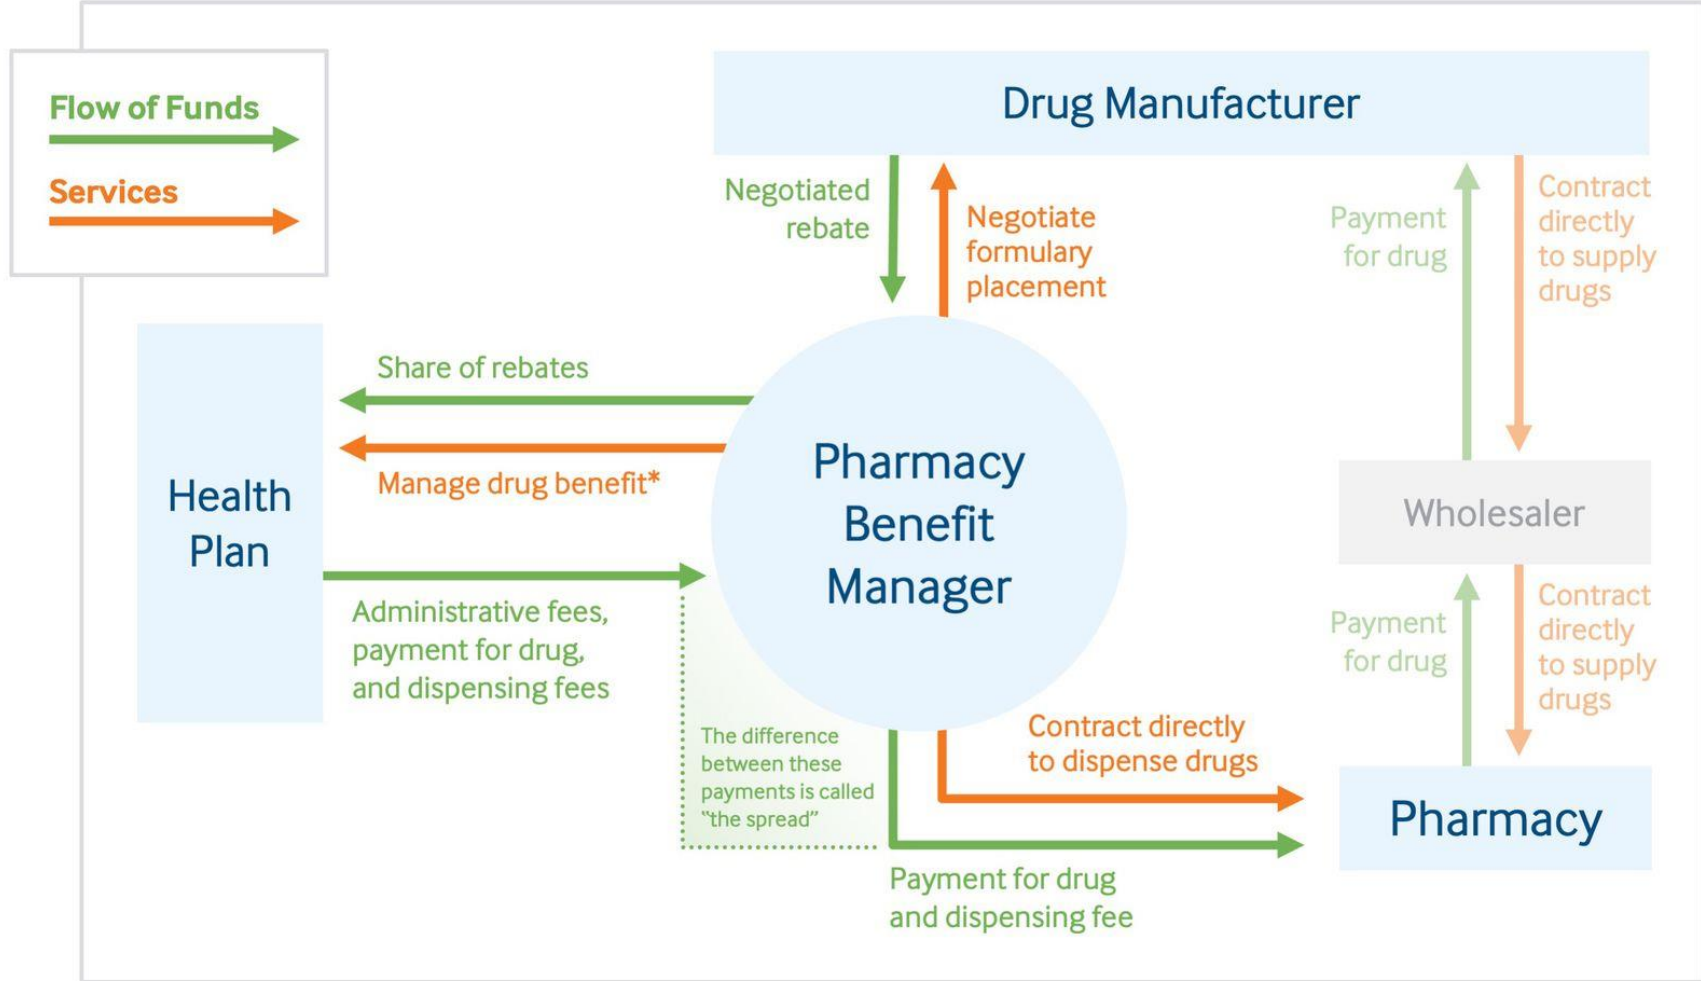 Flow of Funds
Services
Drug Manufacturer
Negotiated
rebate
Negotiate
formulary
placement
Payment
for drug
Contract
directly
to supply
drugs
Share of rebates
Manage drug benefit*
Health
Plan
Pharmacy
Benefit
Manager
Wholesaler
Administrative fees,
payment for drug,
and dispensing fees
Payment
for drug
Contract
directly
to supply
drugs
The difference
between these
payments is called
“the spread”
Contract directly
to dispense drugs
Pharmacy
Payment for drug
and dispensing fee